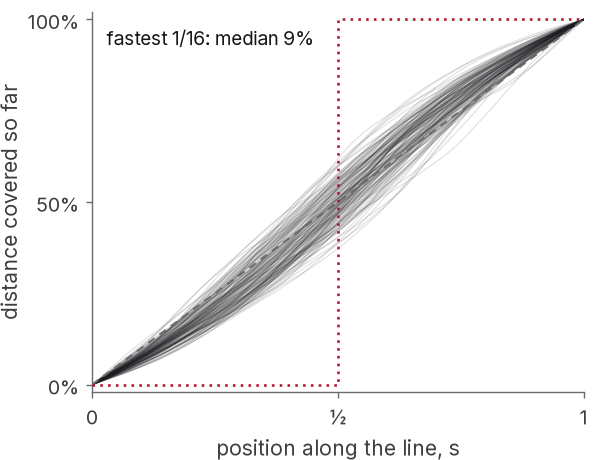 100%
fastest 1/16: median 9%
distance covered so far
50%
0%
0
½
1
position along the line, s